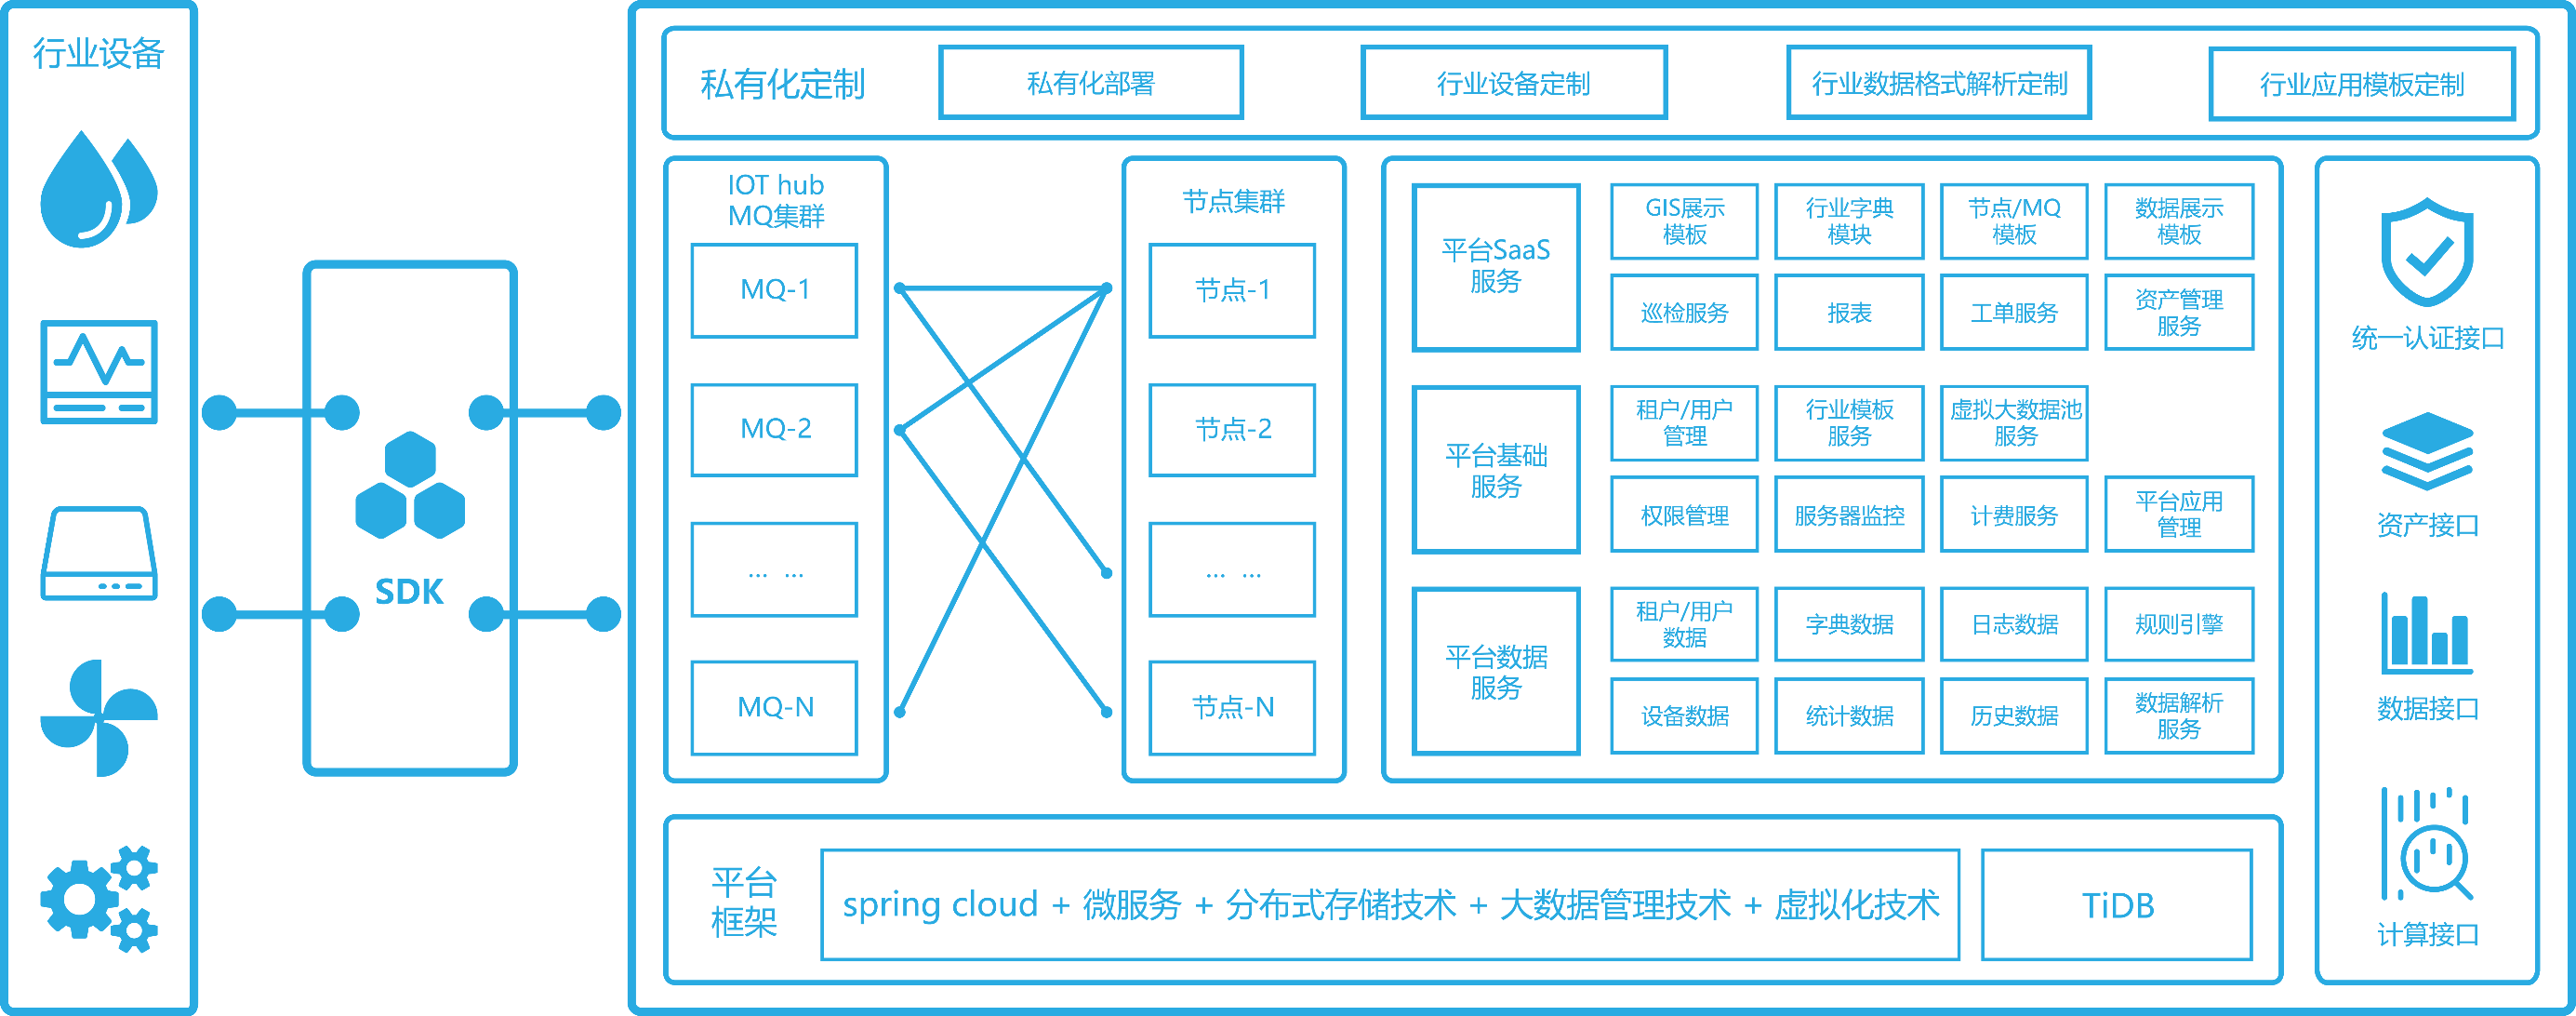 行业设备
SDK
私有化定制
私有化部署
行业设备定制
行业数据格式解析定制
行业应用模板定制
IOT hub
MQ集群
MQ-1
MQ-2
... ...
MQ-N
节点集群
节点-1
节点-2
... ...
节点-N
平台SaaS
服务
GIS展示
模板
行业字典
模块
节点/MQ
模板
数据展示
模板
巡检服务
报表
工单服务
资产管理
服务
平台基础
服务
租户/用户
管理
行业模板
服务
虚拟大数据池
服务
权限管理
服务器监控
计费服务
平台应用
管理
平台数据
服务
租户/用户
数据
字典数据
日志数据
规则引擎
设备数据
统计数据
历史数据
数据解析
服务
平台
框架
spring cloud + 微服务 + 分布式存储技术 + 大数据管理技术 + 虚拟化技术
TiDB
统一认证接口
资产接口
数据接口
计算接口